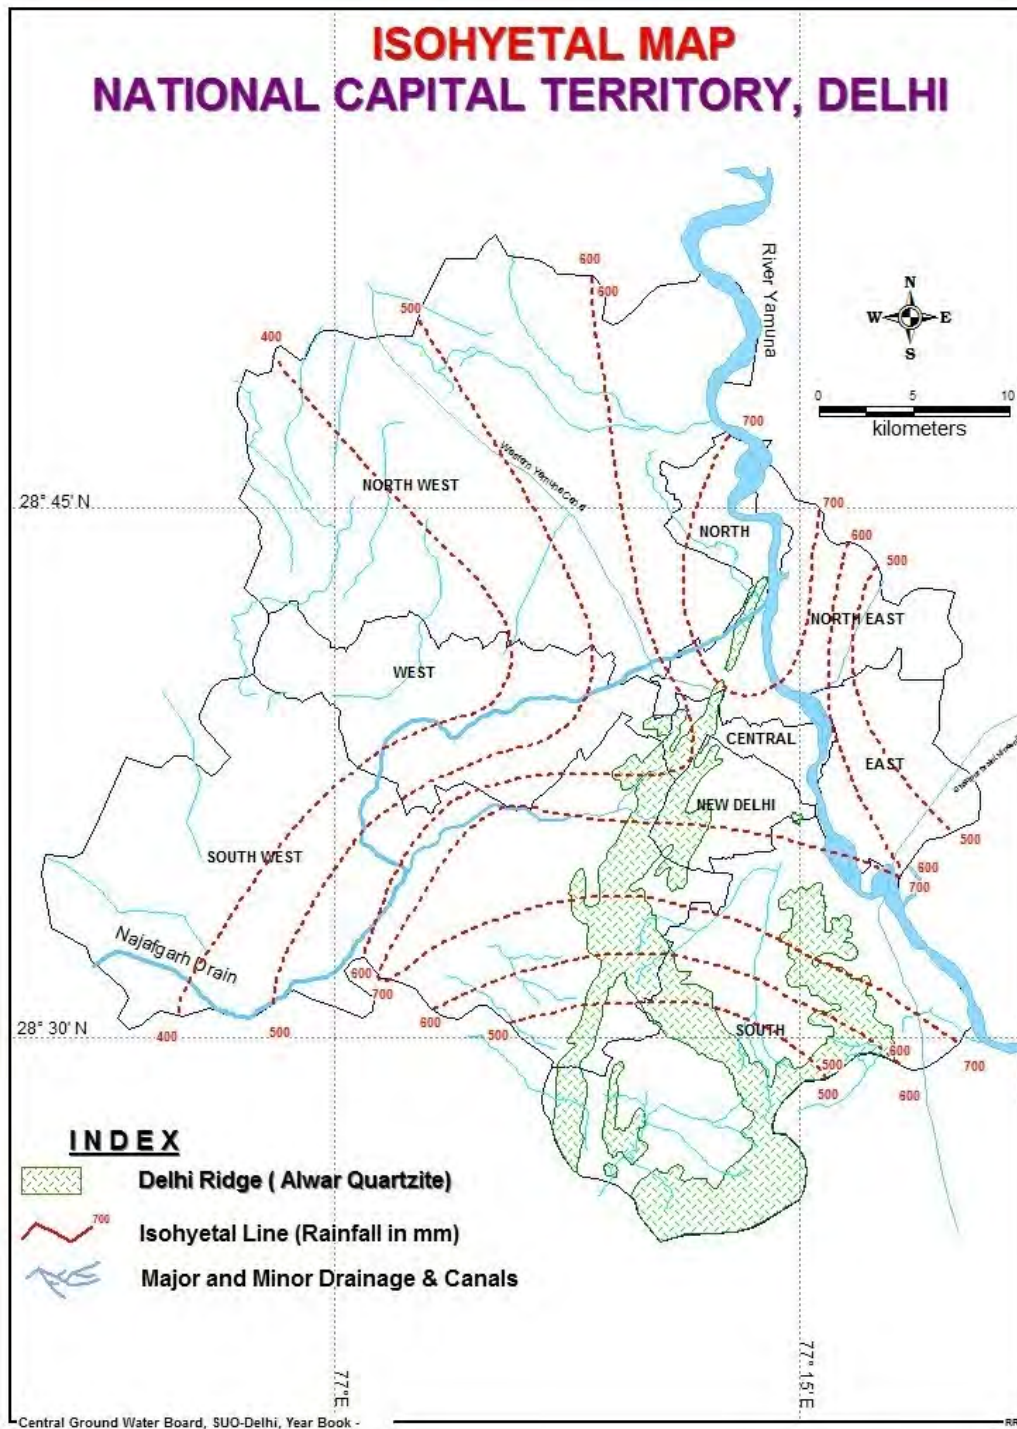 ISOHYETAL MAP
NATIONAL CAPITAL TERRITORY, DELHI
River Yamuna
N
W E
S
0 5 10
kilometers
600
600
500
400
700
28° 45' N
NORTH WEST
NORTH
700
600
500
NORTH EAST
WEST
CENTRAL
EAST
NEW DELHI
SOUTH WEST
500
600
700
Najafgarh Drain
600
700
600
500
SOUTH
28° 30' N
400
500
500
600
700
500
600
INDEX
Delhi Ridge ( Alwar Quartzite)
700
Isohyetal Line (Rainfall in mm)
Major and Minor Drainage & Canals
77°E
77° 15' E
Central Ground Water Board, SUO-Delhi, Year Book -